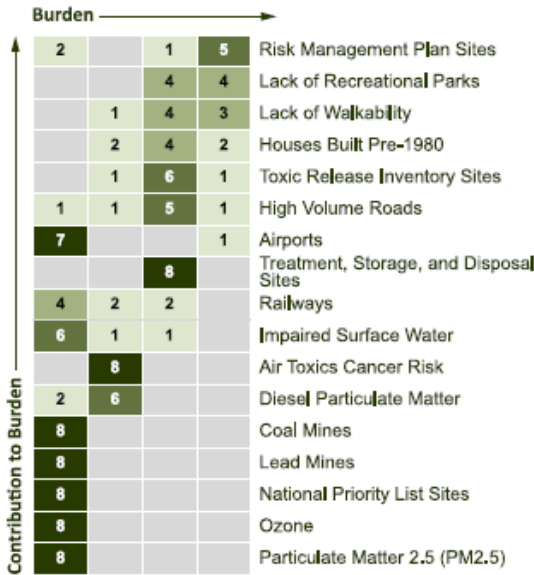 Burden
2 1 5 Risk Management Plan Sites
4 4 Lack of Recreational Parks
1 4 3 Lack of Walkability
2 4 2 Houses Built Pre-1980
1 6 1 Toxic Release Inventory Sites
1 1 5 1 High Volume Roads
7 1 Airports
8 Treatment, Storage, and Disposal
Sites
4 2 2 Railways
6 1 1 Impaired Surface Water
8 Air Toxics Cancer Risk
2 6 Diesel Particulate Matter
8 Coal Mines
8 Lead Mines
8 National Priority List Sites
8 Ozone
8 Particulate Matter 2.5 (PM2.5)
Contribution to Burden